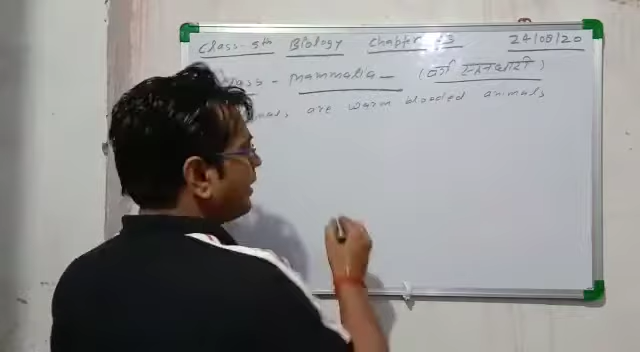 Class-5th Biology Chapter-3 24/08/20
Class - Mammalia - (वर्ग स्तनधारी)
are warm blooded animals